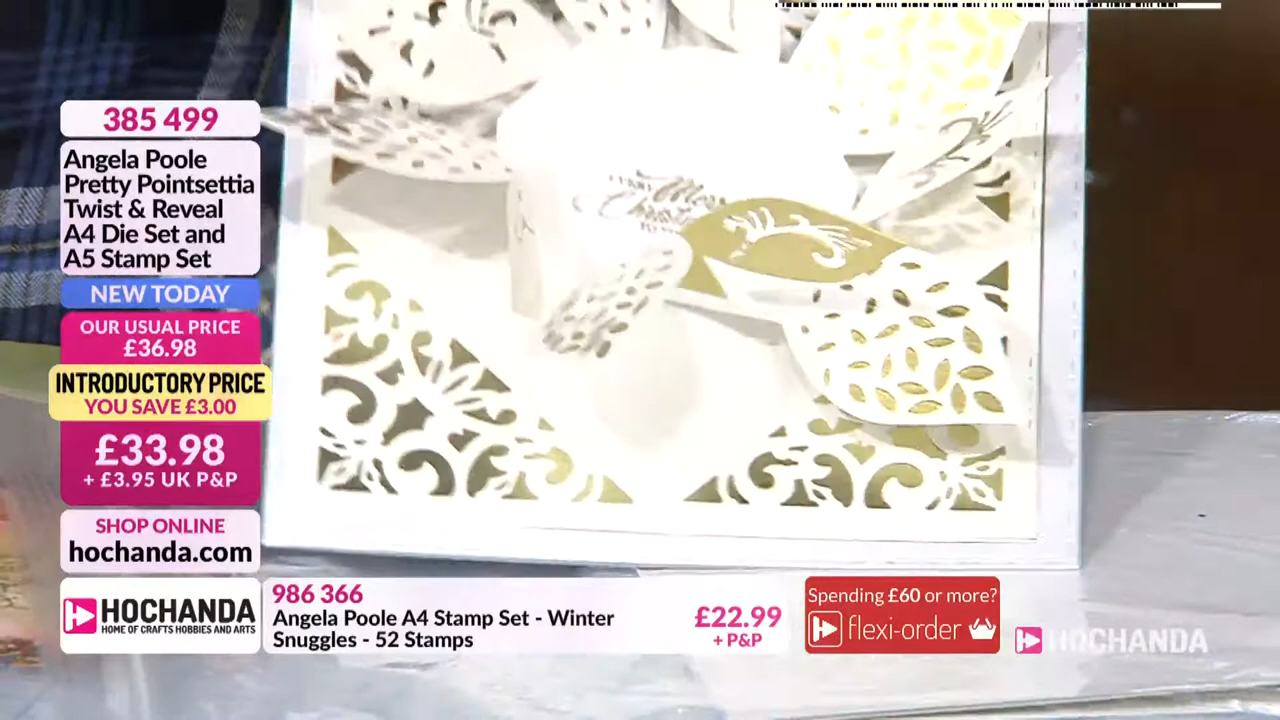 385 499
Angela Poole
Pretty Pointsettia
Twist & Reveal
A4 Die Set and
A5 Stamp Set
NEW TODAY
OUR USUAL PRICE
£36.98
INTRODUCTORY PRICE
YOU SAVE £3.00
£33.98
+ £3.95 UK P&P
SHOP ONLINE
hochanda.com
HOCHANDA
HOME OF CRAFTS HOBBIES AND ARTS
986 366
Angela Poole A4 Stamp Set - Winter
Snuggles - 52 Stamps
£22.99
+ P&P
Spending £60 or more?
flexi-order
HOCHANDA